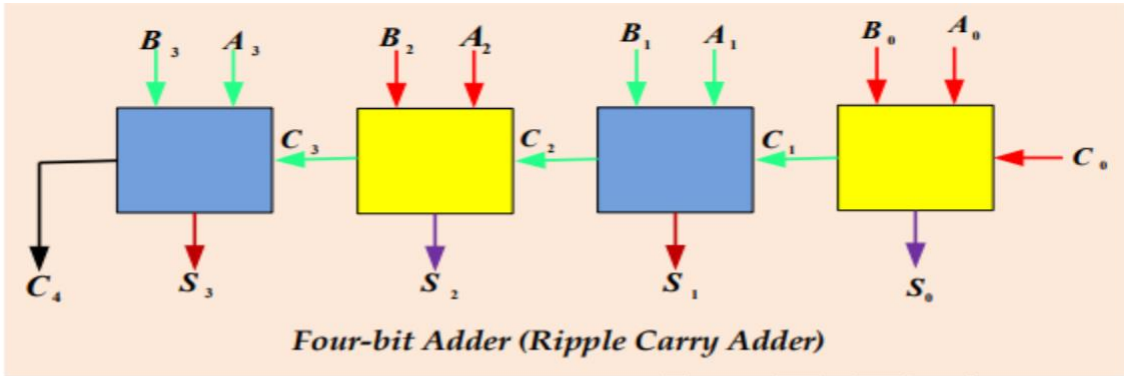 B₃ A₃ B₂ A₂ B₁ A₁ B₀ A₀
C₃ C₂ C₁ C₀
C₄ S₃ S₂ S₁ S₀
Four-bit Adder (Ripple Carry Adder)